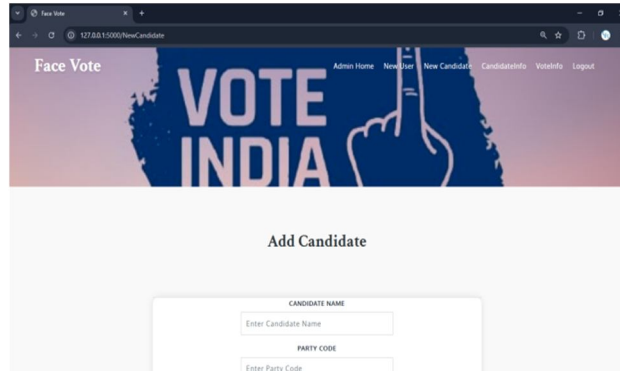 Face Vote
127.0.0.1:5000/NewCandidate
Face Vote
Admin Home New User New Candidate CandidateInfo VoteInfo Logout
VOTE
INDIA
Add Candidate
CANDIDATE NAME
Enter Candidate Name
PARTY CODE
Enter Party Code